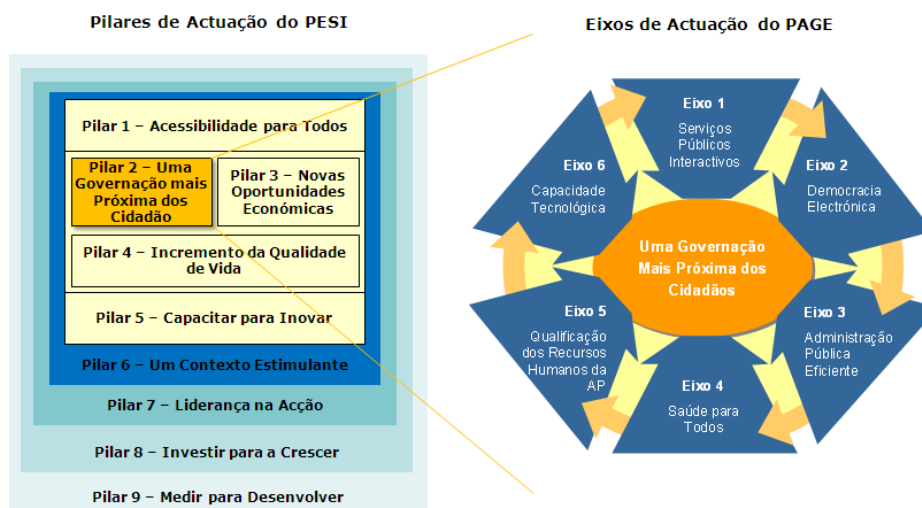 Pilares de Actuação do PESI
Pilar 1 – Acessibilidade para Todos
Pilar 2 – Uma
Governação mais
Próxima dos
Cidadão
Pilar 3 – Novas
Oportunidades
Económicas
Pilar 4 – Incremento da Qualidade
de Vida
Pilar 5 – Capacitar para Inovar
Pilar 6 – Um Contexto Estimulante
Pilar 7 – Liderança na Acção
Pilar 8 – Investir para a Crescer
Pilar 9 – Medir para Desenvolver
Eixos de Actuação do PAGE
Eixo 1
Serviços
Públicos
Interactivos
Eixo 2
Democracia
Electrónica
Eixo 3
Administração
Pública
Eficiente
Eixo 4
Saúde para
Todos
Eixo 5
Qualificação
dos Recursos
Humanos da
AP
Eixo 6
Capacidade
Tecnológica
Uma Governação
Mais Próxima dos
Cidadãos